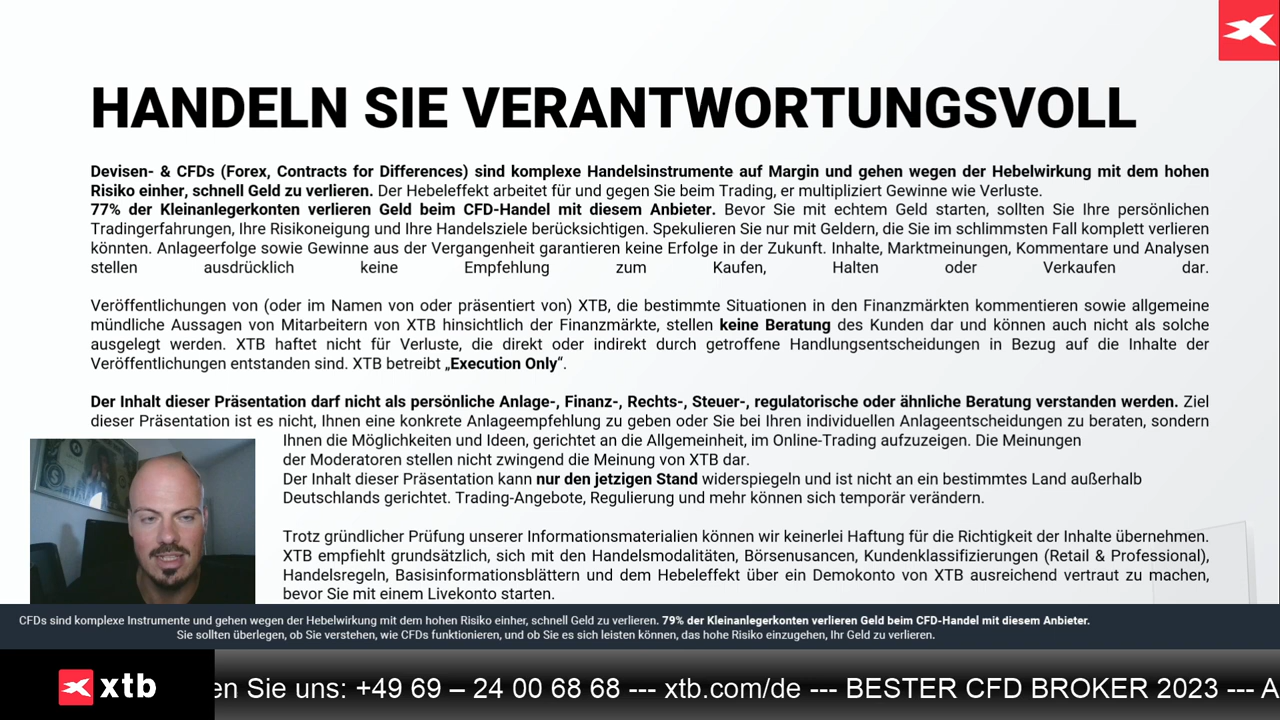 HANDELN SIE VERANTWORTUNGSVOLL
Devisen- & CFDs (Forex, Contracts for Differences) sind komplexe Handelsinstrumente auf Margin und gehen wegen der Hebelwirkung mit dem hohen
Risiko einher, schnell Geld zu verlieren. Der Hebeleffekt arbeitet für und gegen Sie beim Trading, er multipliziert Gewinne wie Verluste.
77% der Kleinanlegerkonten verlieren Geld beim CFD-Handel mit diesem Anbieter. Bevor Sie mit echtem Geld starten, sollten Sie Ihre persönlichen
Tradingerfahrungen, Ihre Risikoneigung und Ihre Handelsziele berücksichtigen. Spekulieren Sie nur mit Geldern, die Sie im schlimmsten Fall komplett verlieren
könnten. Anlageerfolge sowie Gewinne aus der Vergangenheit garantieren keine Erfolge in der Zukunft. Inhalte, Marktmeinungen, Kommentare und Analysen
stellen ausdrücklich keine Empfehlung zum Kaufen, Halten oder Verkaufen dar.
Veröffentlichungen von (oder im Namen von oder präsentiert von) XTB, die bestimmte Situationen in den Finanzmärkten kommentieren sowie allgemeine
mündliche Aussagen von Mitarbeitern von XTB hinsichtlich der Finanzmärkte, stellen keine Beratung des Kunden dar und können auch nicht als solche
ausgelegt werden. XTB haftet nicht für Verluste, die direkt oder indirekt durch getroffene Handlungsentscheidungen in Bezug auf die Inhalte der
Veröffentlichungen entstanden sind. XTB betreibt „Execution Only“.
Der Inhalt dieser Präsentation darf nicht als persönliche Anlage-, Finanz-, Rechts-, Steuer-, regulatorische oder ähnliche Beratung verstanden werden. Ziel
dieser Präsentation ist es nicht, Ihnen eine konkrete Anlageempfehlung zu geben oder Sie bei Ihren individuellen Anlageentscheidungen zu beraten, sondern
Ihnen die Möglichkeiten und Ideen, gerichtet an die Allgemeinheit, im Online-Trading aufzuzeigen. Die Meinungen
der Moderatoren stellen nicht zwingend die Meinung von XTB dar.
Der Inhalt dieser Präsentation kann nur den jetzigen Stand widerspiegeln und ist nicht an ein bestimmtes Land außerhalb
Deutschlands gerichtet. Trading-Angebote, Regulierung und mehr können sich temporär verändern.
Trotz gründlicher Prüfung unserer Informationsmaterialien können wir keinerlei Haftung für die Richtigkeit der Inhalte übernehmen.
XTB empfiehlt grundsätzlich, sich mit den Handelsmodalitäten, Börsenusancen, Kundenklassifizierungen (Retail & Professional),
Handelsregeln, Basisinformationsblättern und dem Hebeleffekt über ein Demokonto von XTB ausreichend vertraut zu machen,
bevor Sie mit einem Livekonto starten.
CFDs sind komplexe Instrumente und gehen wegen der Hebelwirkung mit dem hohen Risiko einher, schnell Geld zu verlieren. 79% der Kleinanlegerkonten verlieren Geld beim CFD-Handel mit diesem Anbieter.
Sie sollten überlegen, ob Sie verstehen, wie CFDs funktionieren, und ob Sie es sich leisten können, das hohe Risiko einzugehen, Ihr Geld zu verlieren.
xtb en Sie uns: +49 69 – 24 00 68 68 --- xtb.com/de --- BESTER CFD BROKER 2023 --- A